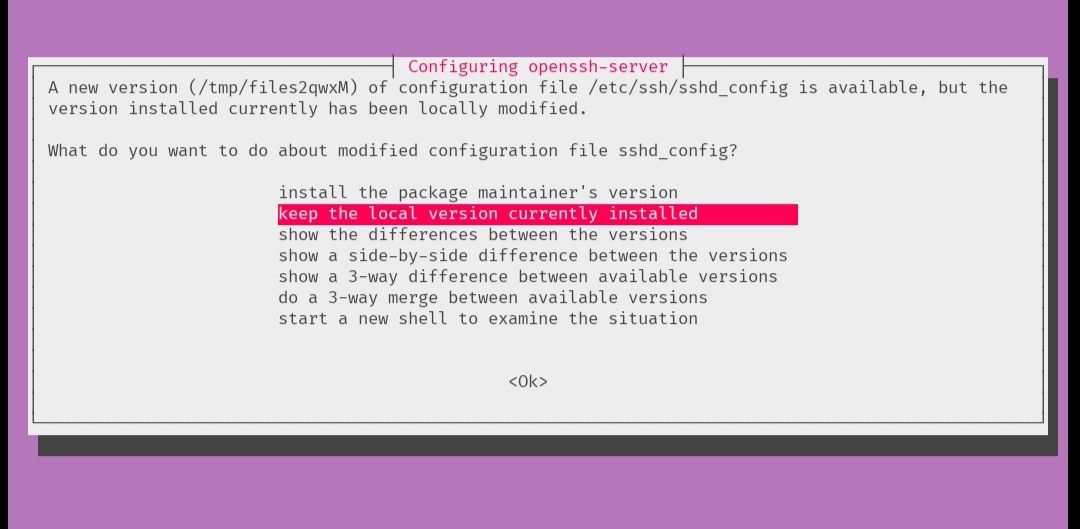 Configuring openssh-server
A new version (/tmp/files2qwxM) of configuration file /etc/ssh/sshd_config is available, but the
version installed currently has been locally modified.
What do you want to do about modified configuration file sshd_config?
install the package maintainer's version
keep the local version currently installed
show the differences between the versions
show a side-by-side difference between the versions
show a 3-way difference between available versions
do a 3-way merge between available versions
start a new shell to examine the situation
<Ok>